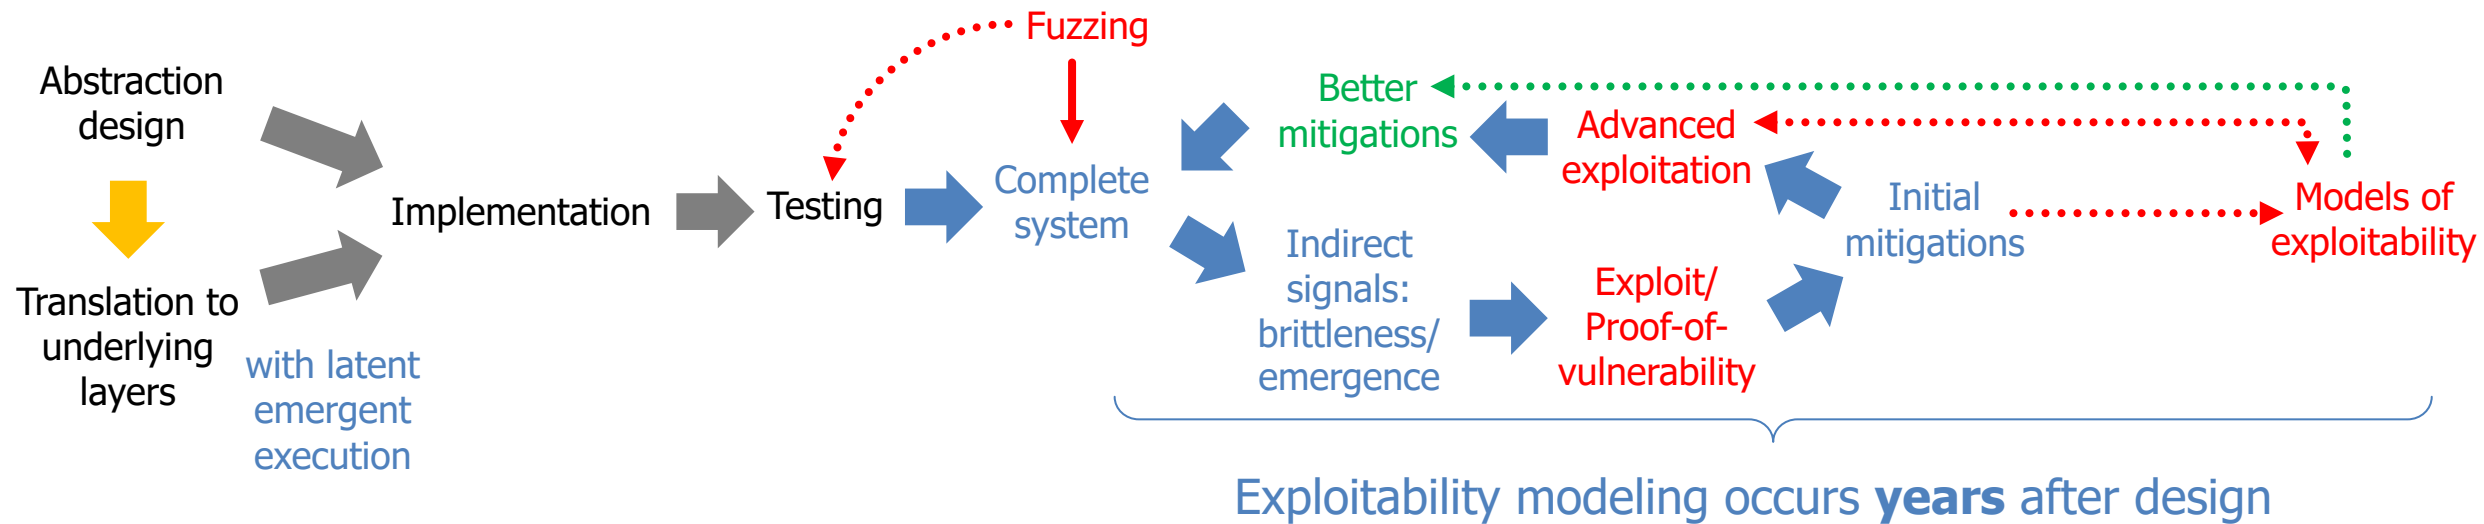 Abstraction
design
Translation to
underlying
layers
with latent
emergent
execution
Implementation
Testing
Fuzzing
Complete
system
Indirect
signals:
brittleness/
emergence
Exploit/
Proof-of-
vulnerability
Initial
mitigations
Advanced
exploitation
Better
mitigations
Models of
exploitability
Exploitability modeling occurs years after design